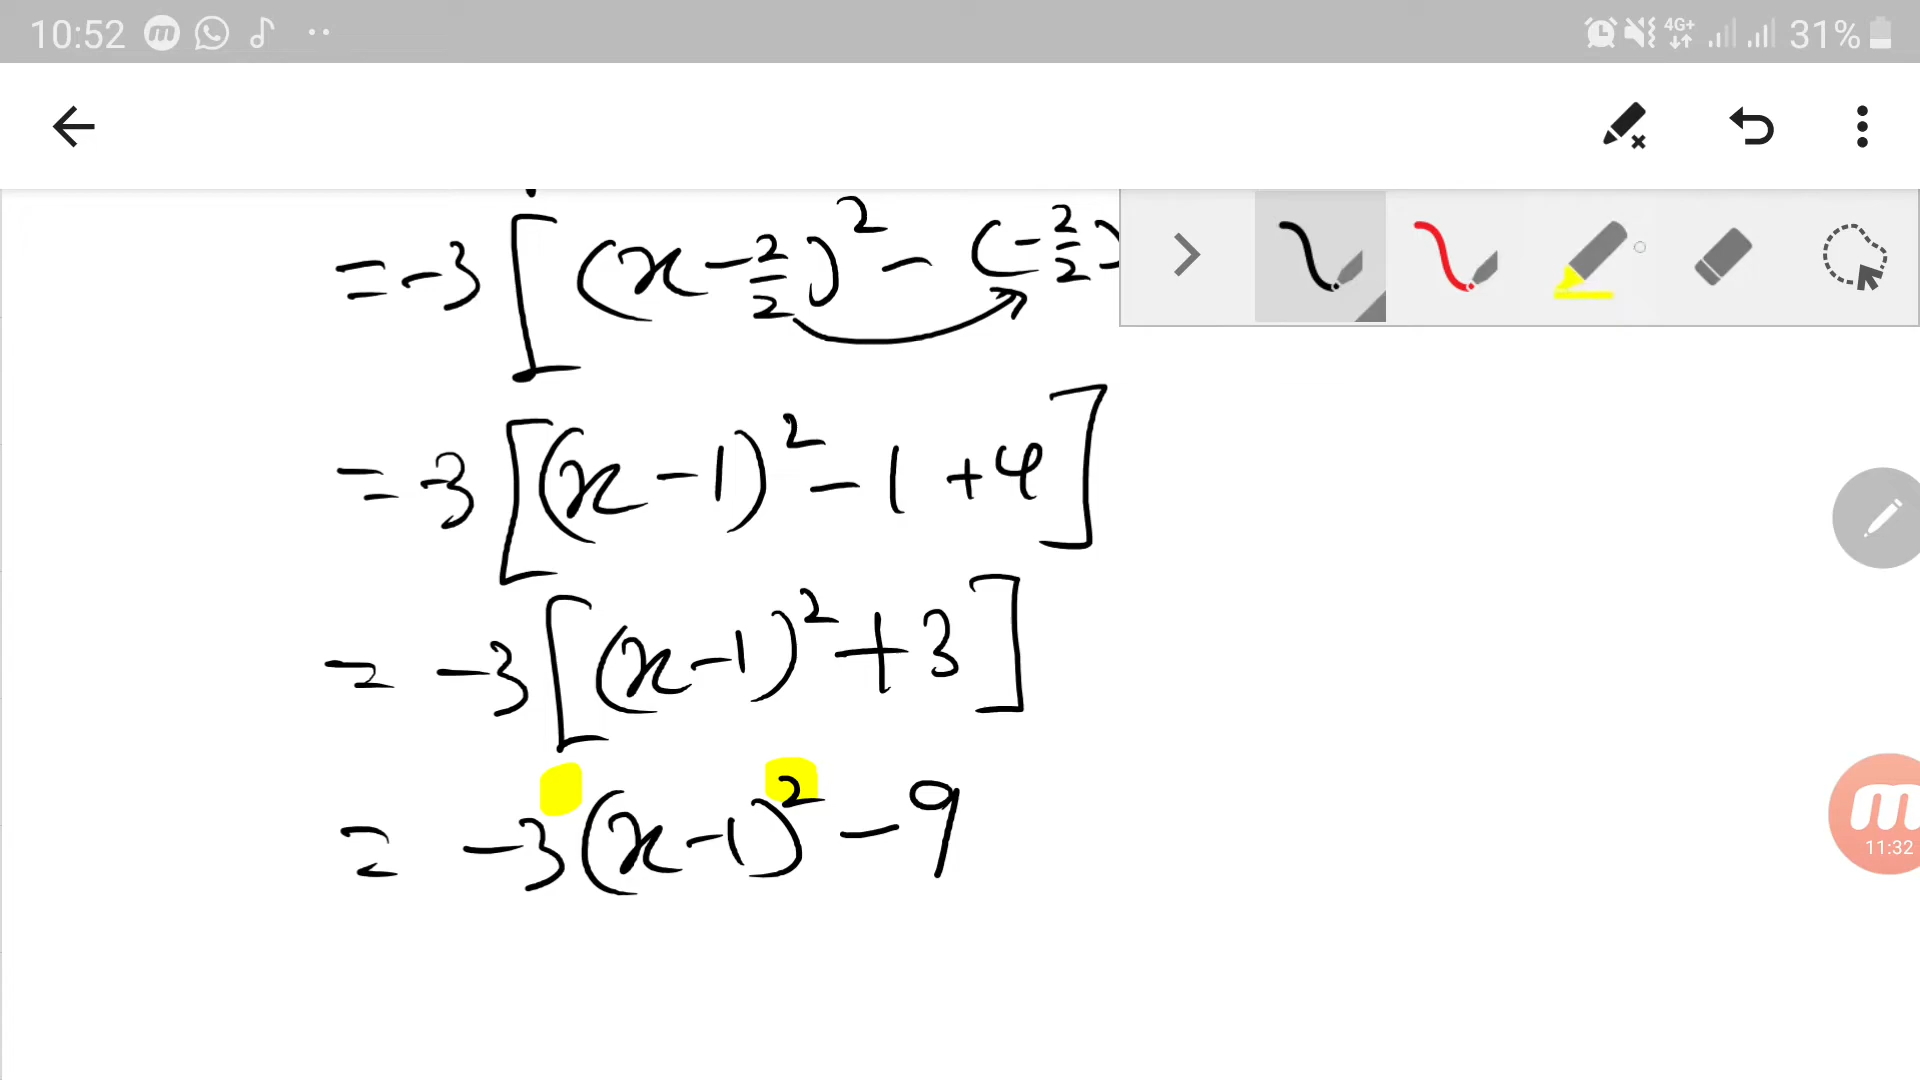 10:52 4G+ 31%
= -3 [ (x - 2/2)² - (-2/2)
= -3 [(x - 1)² - 1 + 4]
= -3 [(x - 1)² + 3]
= -3 (x - 1)² - 9
11:32